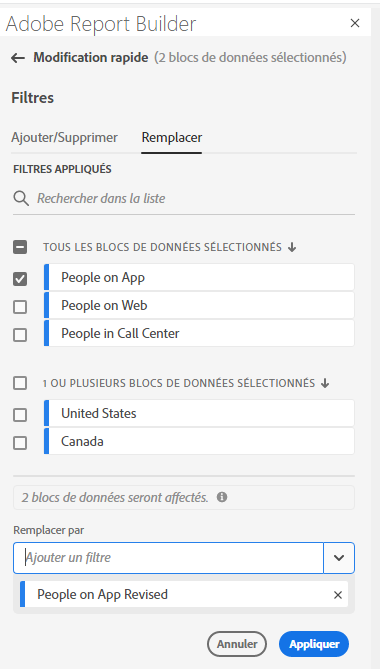 Adobe Report Builder
Modification rapide (2 blocs de données sélectionnés)
Filtres
Ajouter/Supprimer Remplacer
FILTRES APPLIQUÉS
Rechercher dans la liste
TOUS LES BLOCS DE DONNÉES SÉLECTIONNÉS
People on App
People on Web
People in Call Center
1 OU PLUSIEURS BLOCS DE DONNÉES SÉLECTIONNÉS
United States
Canada
2 blocs de données seront affectés.
Remplacer par
Ajouter un filtre
People on App Revised
Annuler Appliquer